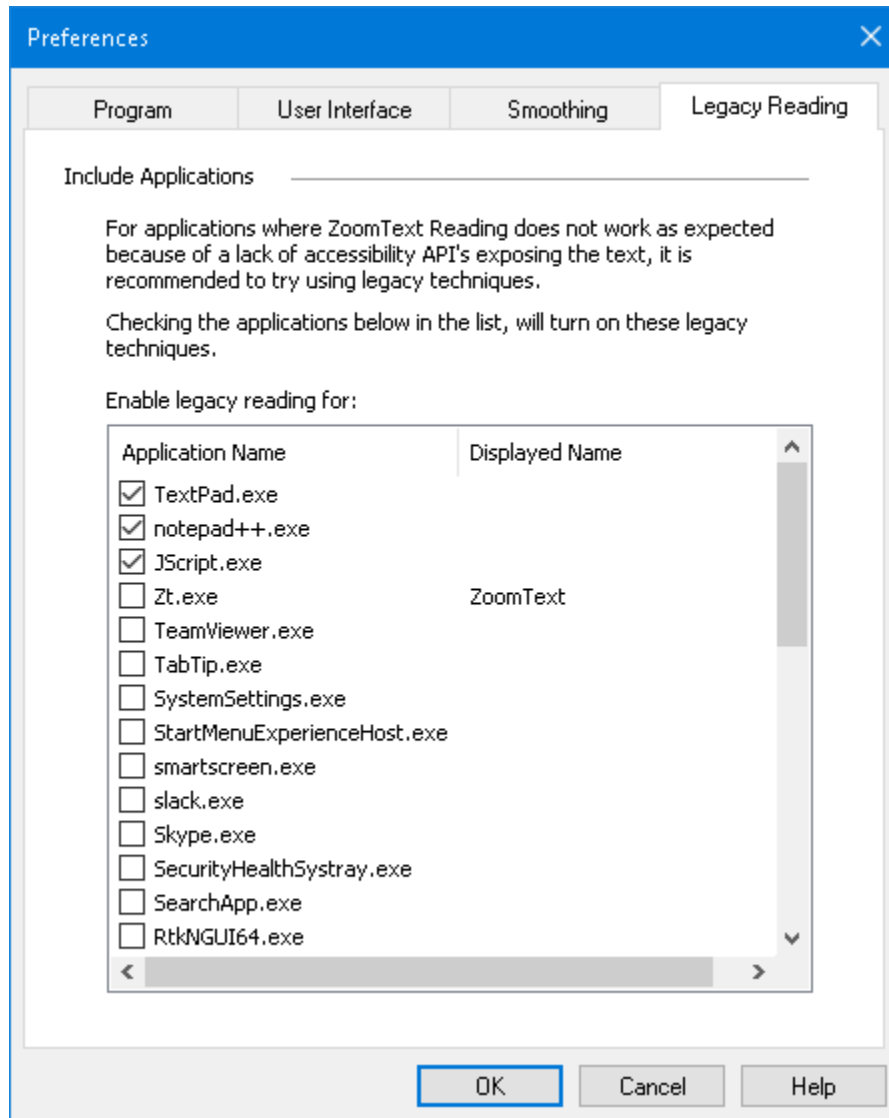 Preferences
Program
User Interface
Smoothing
Legacy Reading
Include Applications
For applications where ZoomText Reading does not work as expected
because of a lack of accessibility API's exposing the text, it is
recommended to try using legacy techniques.
Checking the applications below in the list, will turn on these legacy
techniques.
Enable legacy reading for:
Application Name
Displayed Name
TextPad.exe
notepad++.exe
JScript.exe
Zt.exe
ZoomText
TeamViewer.exe
TabTip.exe
SystemSettings.exe
StartMenuExperienceHost.exe
smartscreen.exe
slack.exe
Skype.exe
SecurityHealthSystray.exe
SearchApp.exe
RtkNGUI64.exe
OK
Cancel
Help